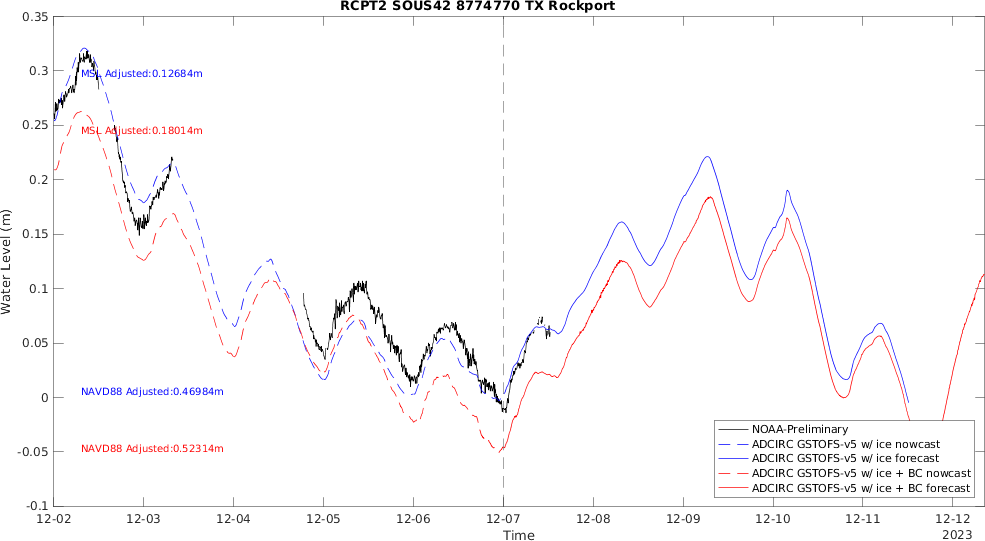 RCPT2 SOUS42 8774770 TX Rockport
0.35
0.3
0.25
0.2
0.15
0.1
0.05
0
-0.05
-0.1
Water Level (m)
MSL Adjusted:0.12684m
MSL Adjusted:0.18014m
NAVD88 Adjusted:0.46984m
NAVD88 Adjusted:0.52314m
NOAA-Preliminary
ADCIRC GSTOFS-v5 w/ ice nowcast
ADCIRC GSTOFS-v5 w/ ice forecast
ADCIRC GSTOFS-v5 w/ ice + BC nowcast
ADCIRC GSTOFS-v5 w/ ice + BC forecast
12-02 12-03 12-04 12-05 12-06 12-07 12-08 12-09 12-10 12-11 12-12
Time
2023